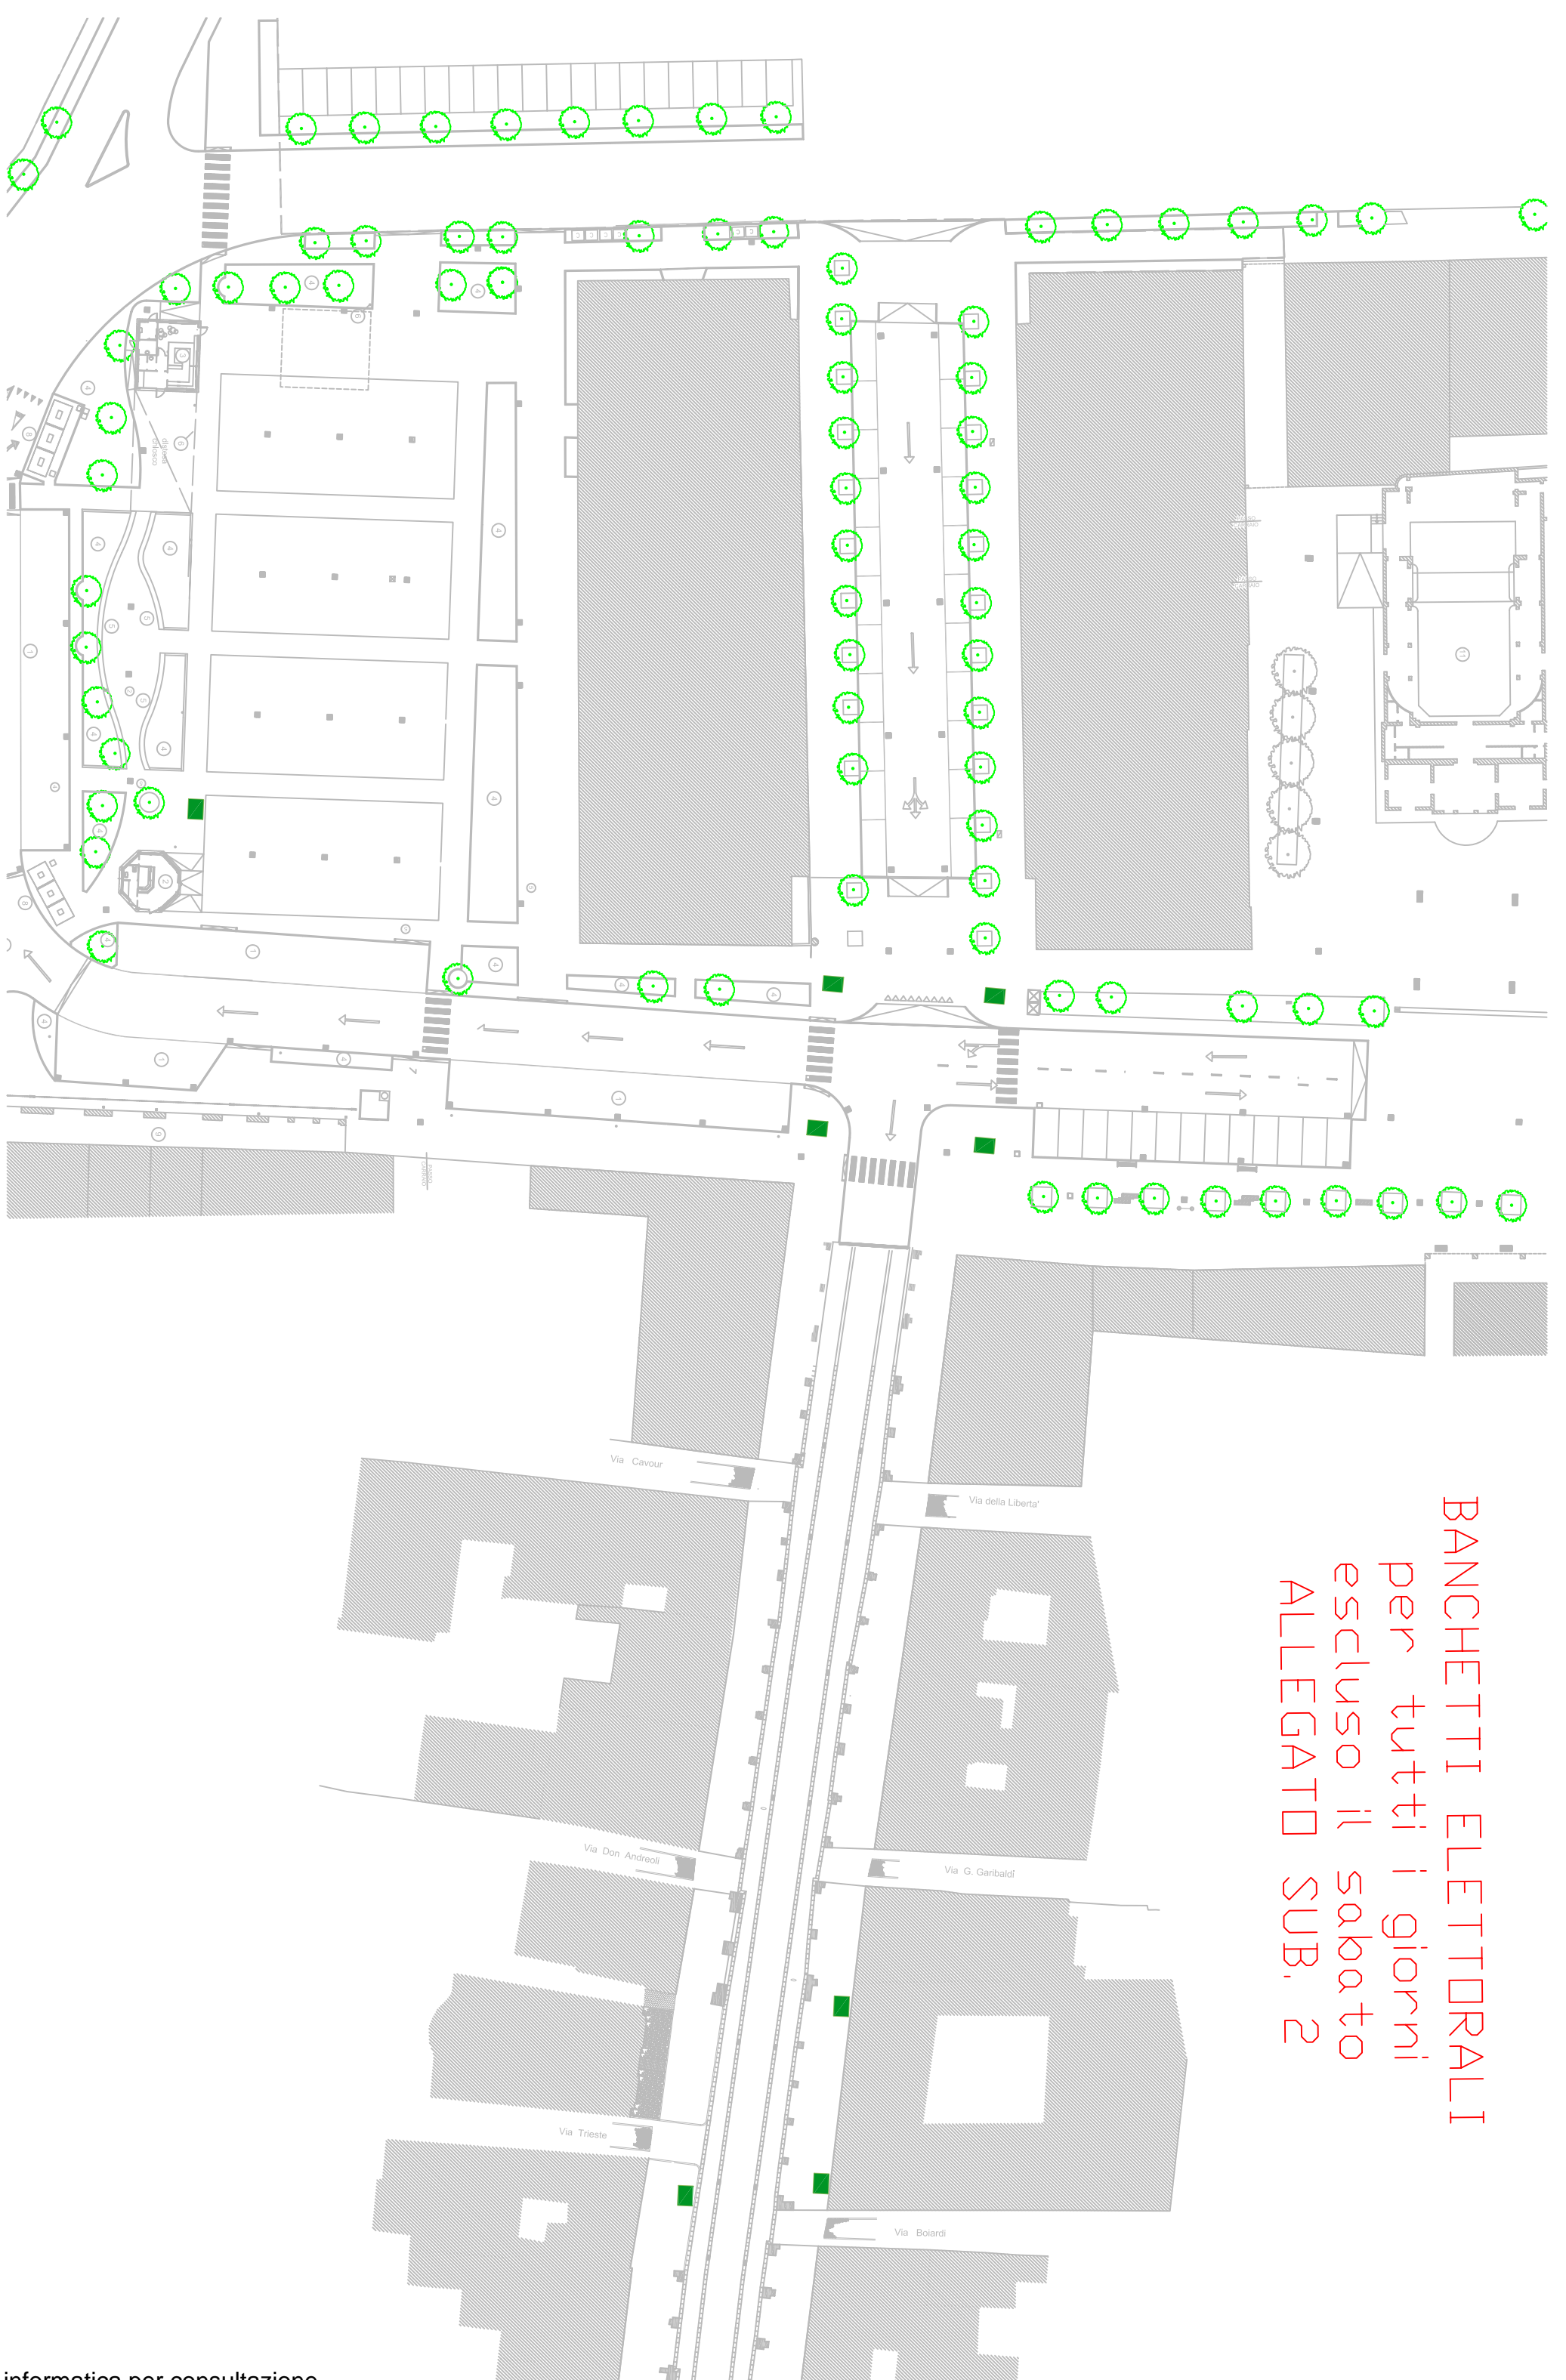 BANCHETTI ELETTORALI
per tutti i giorni
escluso il sabato
ALLEGATO SUB. 2
Via Cavour
Via della Liberta'
Via Don Andreoli
Via G. Garibaldi
Via Trieste
Via Boiardi
informatica per consultazione